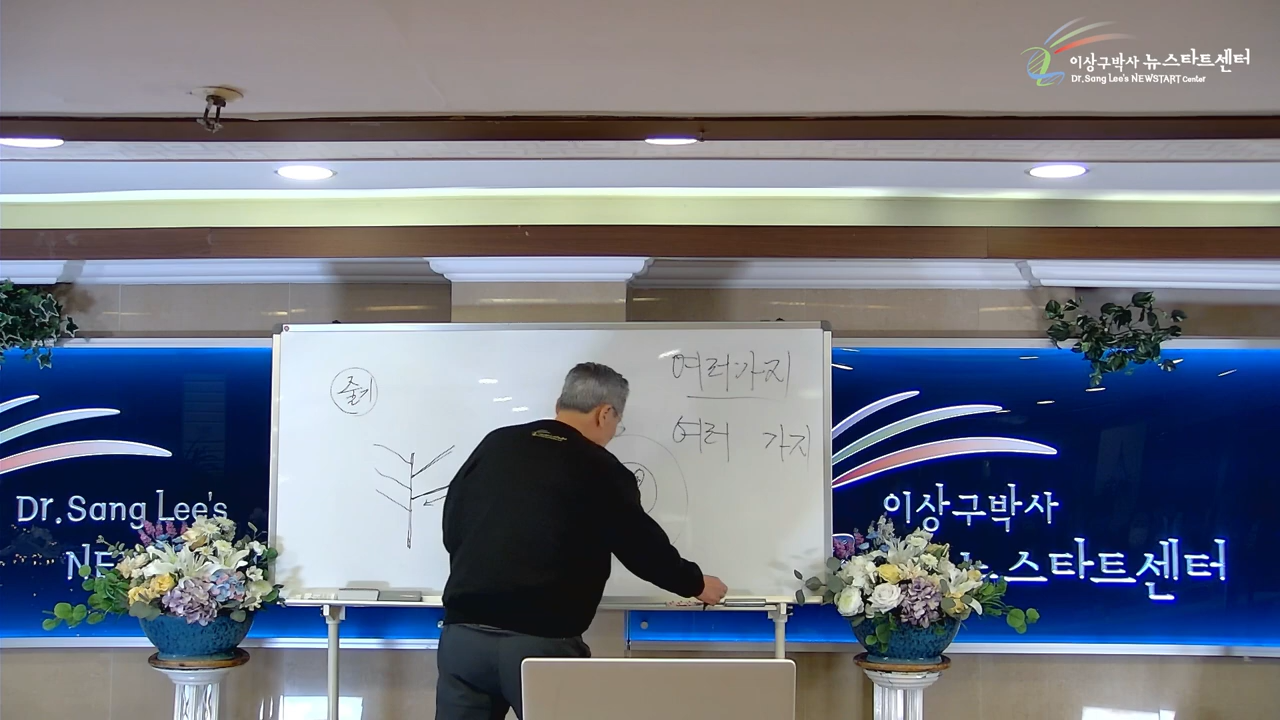 이상구박사 뉴스타트센터
Dr.Sang Lee's NEWSTART Center
줄기
여러가지
여러 가지
Dr.Sang Lee's
NE
이상구박사
뉴스타트센터